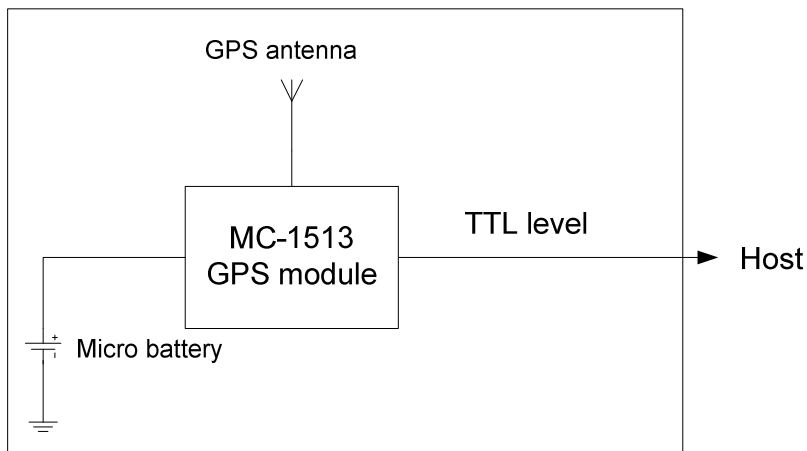 GPS antenna
MC-1513
GPS module
TTL level
Host
+
-
Micro battery